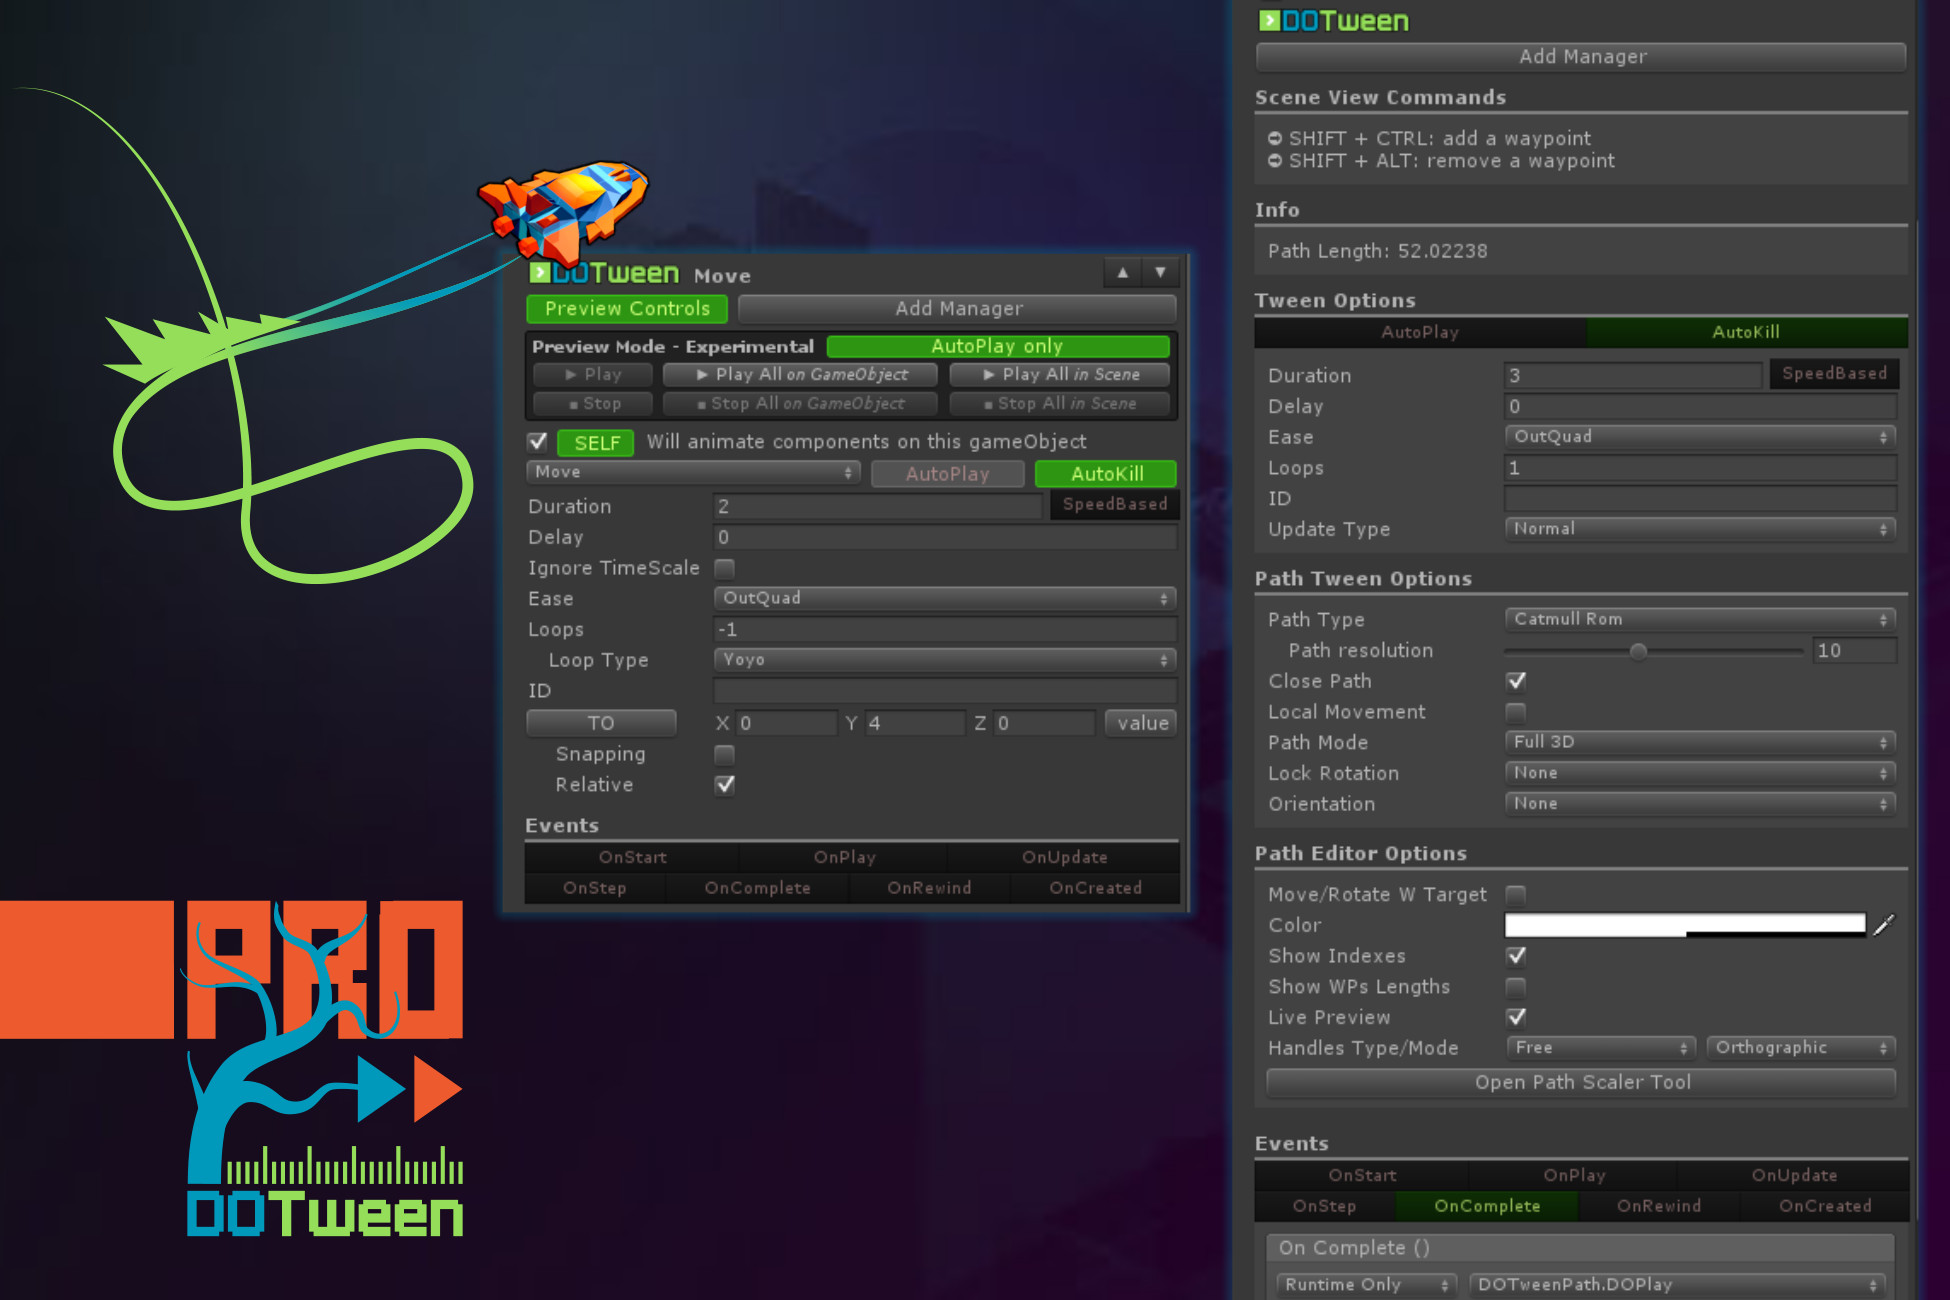 DOTween Move
▲ ▼
Preview Controls Add Manager
Preview Mode - Experimental AutoPlay only
► Play ► Play All on GameObject ► Play All in Scene
■ Stop ■ Stop All on GameObject ■ Stop All in Scene
SELF Will animate components on this gameObject
Move AutoPlay AutoKill
Duration 2 SpeedBased
Delay 0
Ignore TimeScale
Ease OutQuad
Loops -1
Loop Type Yoyo
ID
TO X 0 Y 4 Z 0 value
Snapping
Relative
Events
OnStart OnPlay OnUpdate
OnStep OnComplete OnRewind OnCreated
PRO
DOTween
DOTween
Add Manager
Scene View Commands
SHIFT + CTRL: add a waypoint
SHIFT + ALT: remove a waypoint
Info
Path Length: 52.02238
Tween Options
AutoPlay AutoKill
Duration 3 SpeedBased
Delay 0
Ease OutQuad
Loops 1
ID
Update Type Normal
Path Tween Options
Path Type Catmull Rom
Path resolution 10
Close Path
Local Movement
Path Mode Full 3D
Lock Rotation None
Orientation None
Path Editor Options
Move/Rotate W Target
Color
Show Indexes
Show WPs Lengths
Live Preview
Handles Type/Mode Free Orthographic
Open Path Scaler Tool
Events
OnStart OnPlay OnUpdate
OnStep OnComplete OnRewind OnCreated
On Complete ()
Runtime Only DOTweenPath.DOPlay